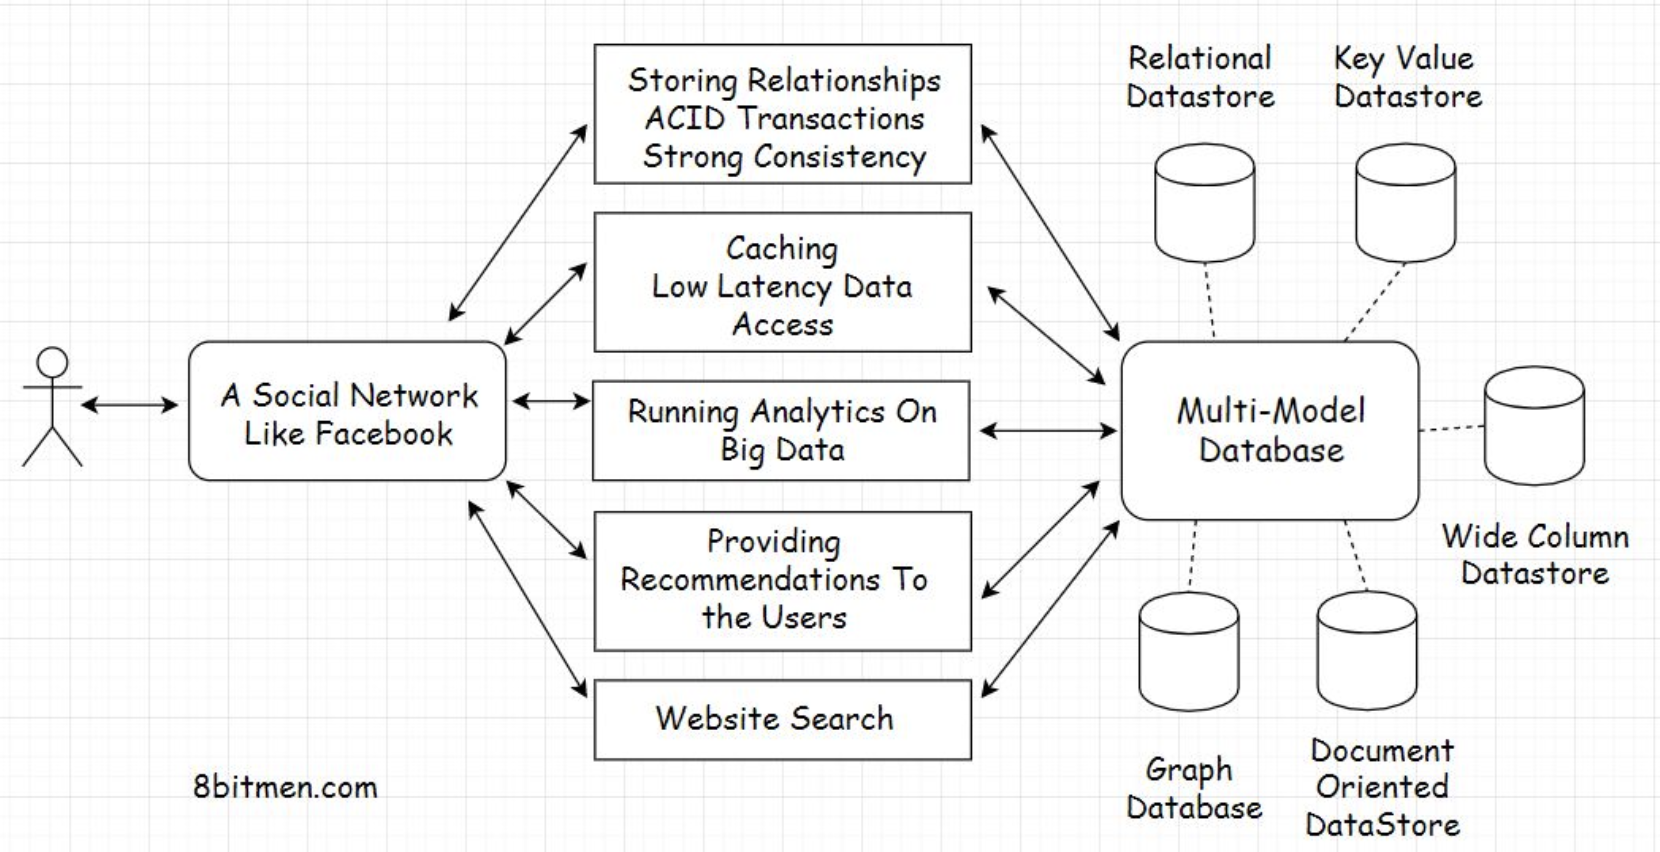 Relational
Datastore
Key Value
Datastore
Storing Relationships
ACID Transactions
Strong Consistency
Caching
Low Latency Data
Access
A Social Network
Like Facebook
Running Analytics On
Big Data
Multi-Model
Database
Wide Column
Datastore
Providing
Recommendations To
the Users
Website Search
Graph
Database
Document
Oriented
DataStore
8bitmen.com